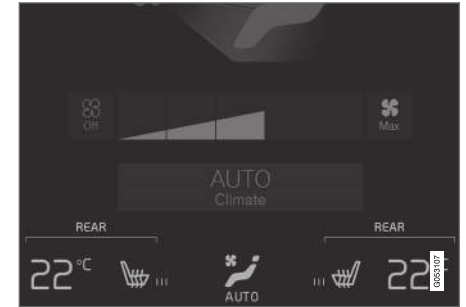 Off
Max
AUTO
Climate
REAR
REAR
22°C
22°
AUTO
G053107